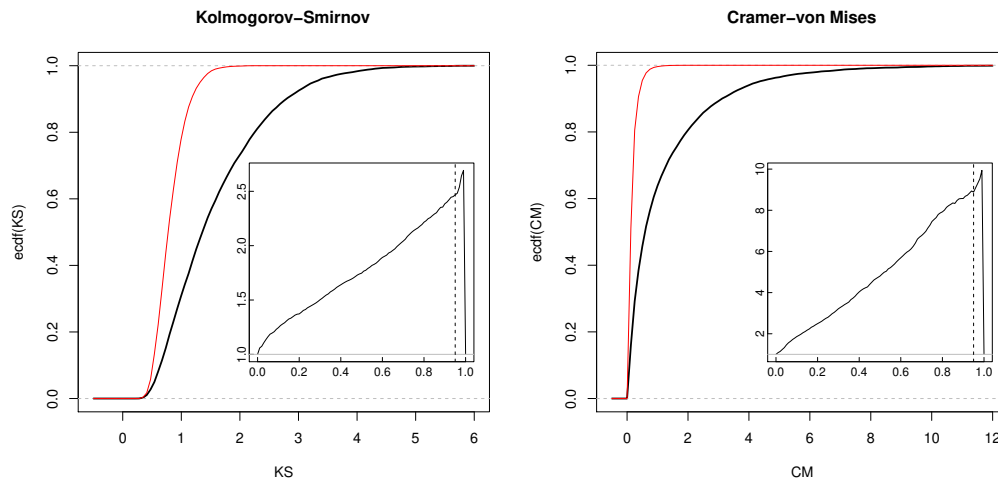 Kolmogorov−Smirnov
ecdf(KS)
0.0 0.2 0.4 0.6 0.8 1.0
1.0 1.5 2.0 2.5
0.0 0.2 0.4 0.6 0.8 1.0
0 1 2 3 4 5 6
KS
Cramer−von Mises
ecdf(CM)
0.0 0.2 0.4 0.6 0.8 1.0
2 4 6 8 10
0.0 0.2 0.4 0.6 0.8 1.0
0 2 4 6 8 10 12
CM